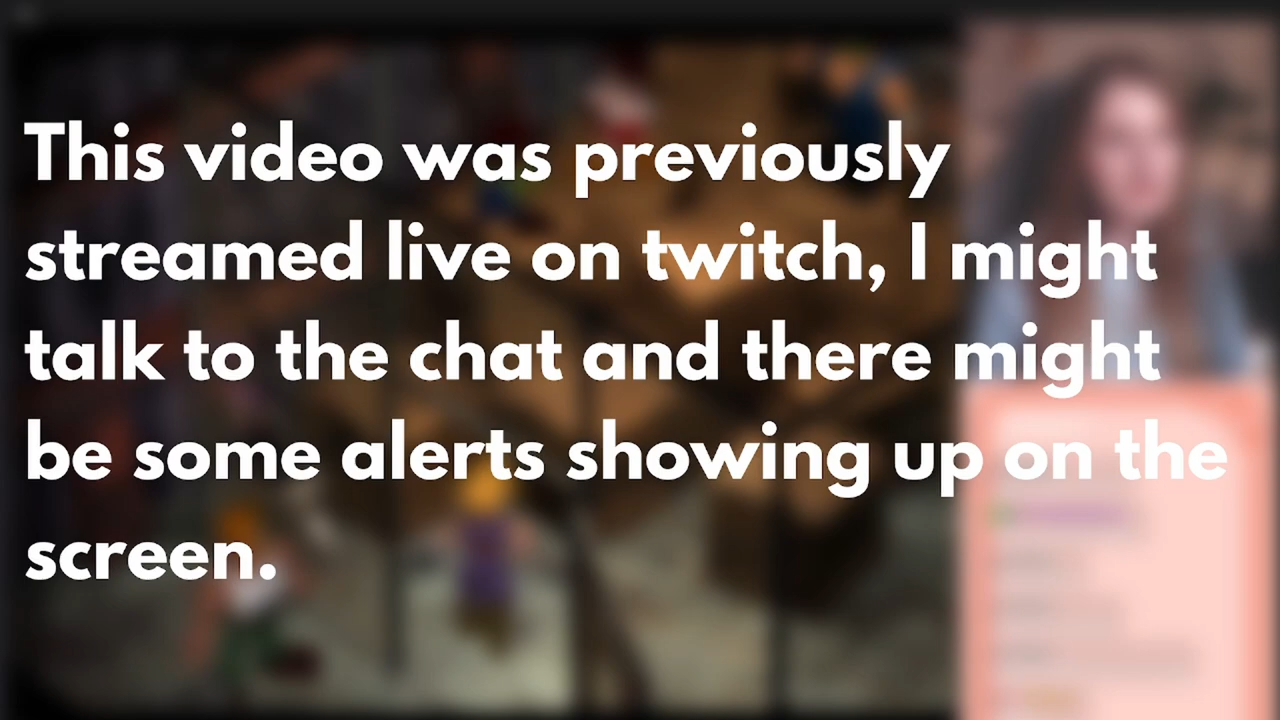 This video was previously
streamed live on twitch, I might
talk to the chat and there might
be some alerts showing up on the
screen.